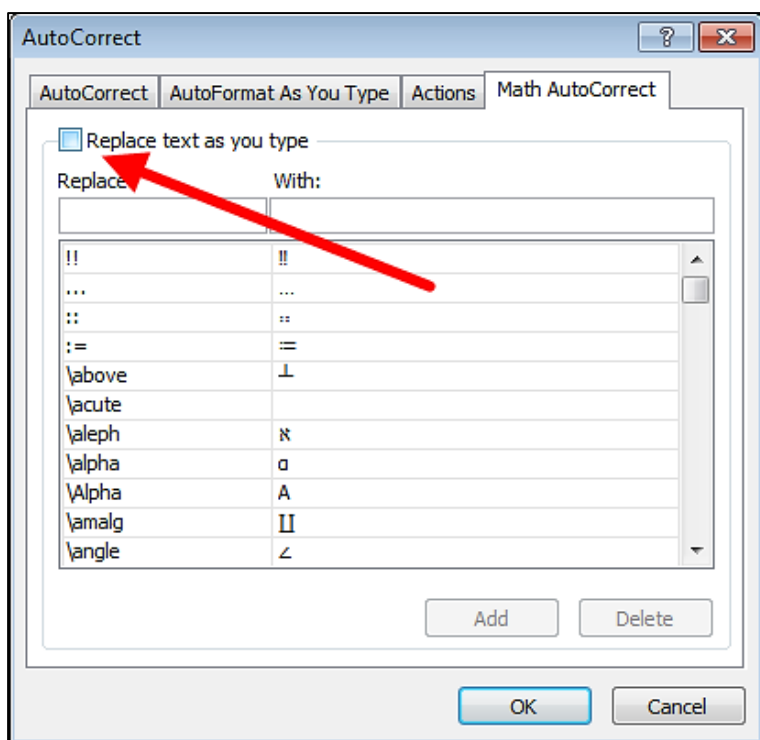 AutoCorrect
AutoCorrect AutoFormat As You Type Actions Math AutoCorrect
Replace text as you type
Replace With:
!! ‼
... …
:: ∷
:= ≔
\above ┴
\acute
\aleph ℵ
\alpha α
\Alpha Α
\amalg ∐
\angle ∠
Add Delete
OK Cancel